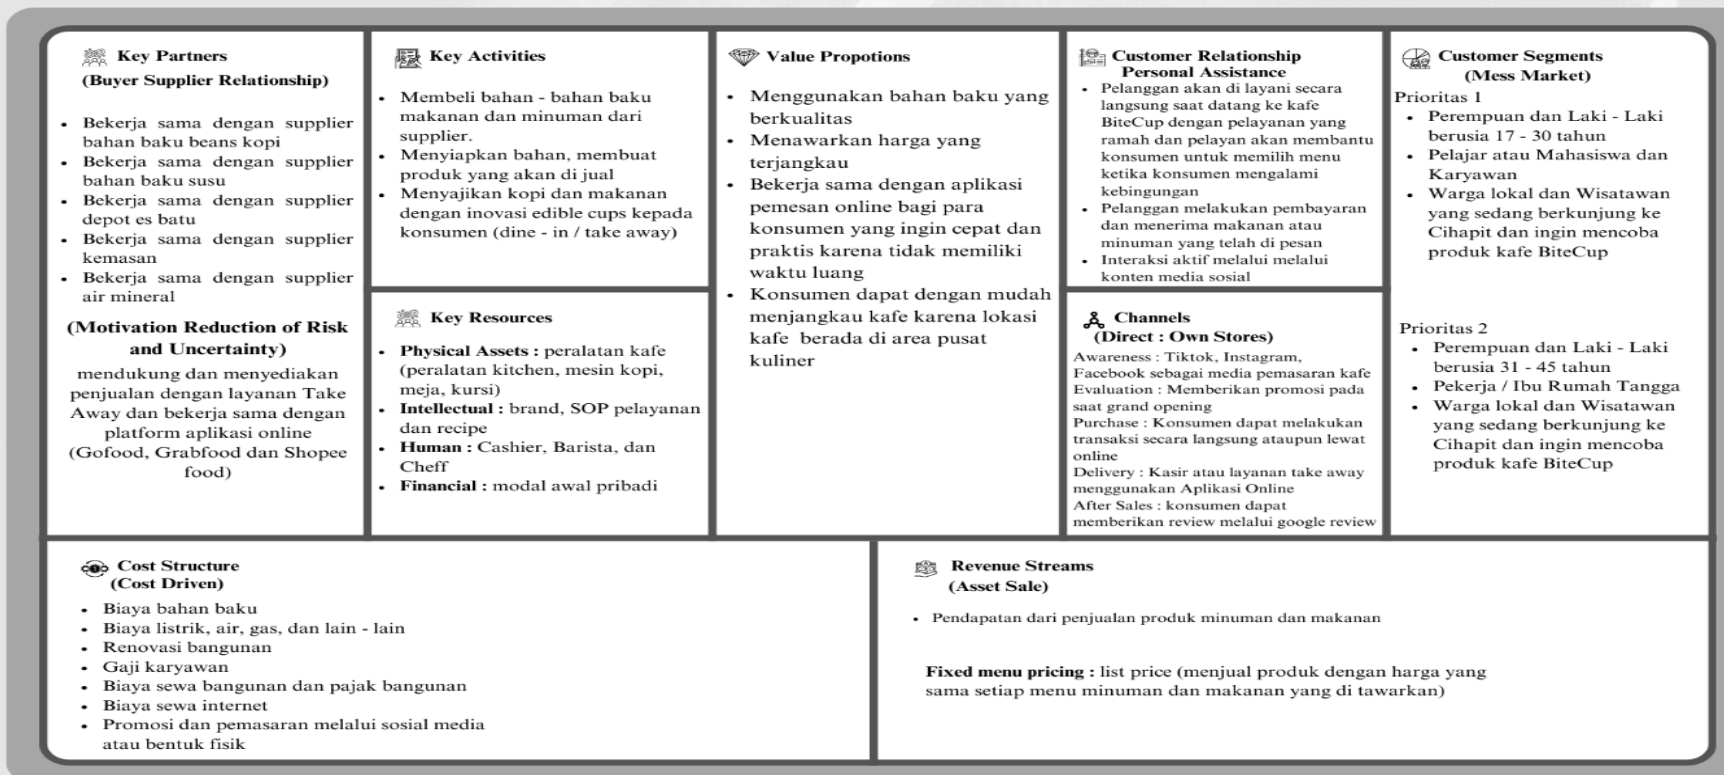 Key Partners
(Buyer Supplier Relationship)
Bekerja sama dengan supplier
bahan baku beans kopi
Bekerja sama dengan supplier
bahan baku susu
Bekerja sama dengan supplier
depot es batu
Bekerja sama dengan supplier
kemasan
Bekerja sama dengan supplier
air mineral
(Motivation Reduction of Risk
and Uncertainty)
mendukung dan menyediakan
penjualan dengan layanan Take
Away dan bekerja sama dengan
platform aplikasi online
(Gofood, Grabfood dan Shopee
food)
Key Activities
Membeli bahan - bahan baku
makanan dan minuman dari
supplier.
Menyiapkan bahan, membuat
produk yang akan di jual
Menyajikan kopi dan makanan
dengan inovasi edible cups kepada
konsumen (dine - in / take away)
Key Resources
Physical Assets : peralatan kafe
(peralatan kitchen, mesin kopi,
meja, kursi)
Intellectual : brand, SOP pelayanan
dan recipe
Human : Cashier, Barista, dan
Cheff
Financial : modal awal pribadi
Value Propotions
Menggunakan bahan baku yang
berkualitas
Menawarkan harga yang
terjangkau
Bekerja sama dengan aplikasi
pemesan online bagi para
konsumen yang ingin cepat dan
praktis karena tidak memiliki
waktu luang
Konsumen dapat dengan mudah
menjangkau kafe karena lokasi
kafe berada di area pusat
kuliner
Customer Relationship
Personal Assistance
Pelanggan akan di layani secara
langsung saat datang ke kafe
BiteCup dengan pelayanan yang
ramah dan pelayan akan membantu
konsumen untuk memilih menu
ketika konsumen mengalami
kebingungan
Pelanggan melakukan pembayaran
dan menerima makanan atau
minuman yang telah di pesan
Interaksi aktif melalui melalui
konten media sosial
Channels
(Direct : Own Stores)
Awareness : Tiktok, Instagram,
Facebook sebagai media pemasaran kafe
Evaluation : Memberikan promosi pada
saat grand opening
Purchase : Konsumen dapat melakukan
transaksi secara langsung ataupun lewat
online
Delivery : Kasir atau layanan take away
menggunakan Aplikasi Online
After Sales : konsumen dapat
memberikan review melalui google review
Customer Segments
(Mess Market)
Prioritas 1
Perempuan dan Laki - Laki
berusia 17 - 30 tahun
Pelajar atau Mahasiswa dan
Karyawan
Warga lokal dan Wisatawan
yang sedang berkunjung ke
Cihapit dan ingin mencoba
produk kafe BiteCup
Prioritas 2
Perempuan dan Laki - Laki
berusia 31 - 45 tahun
Pekerja / Ibu Rumah Tangga
Warga lokal dan Wisatawan
yang sedang berkunjung ke
Cihapit dan ingin mencoba
produk kafe BiteCup
Cost Structure
(Cost Driven)
Biaya bahan baku
Biaya listrik, air, gas, dan lain - lain
Renovasi bangunan
Gaji karyawan
Biaya sewa bangunan dan pajak bangunan
Biaya sewa internet
Promosi dan pemasaran melalui sosial media
atau bentuk fisik
Revenue Streams
(Asset Sale)
Pendapatan dari penjualan produk minuman dan makanan
Fixed menu pricing : list price (menjual produk dengan harga yang
sama setiap menu minuman dan makanan yang di tawarkan)